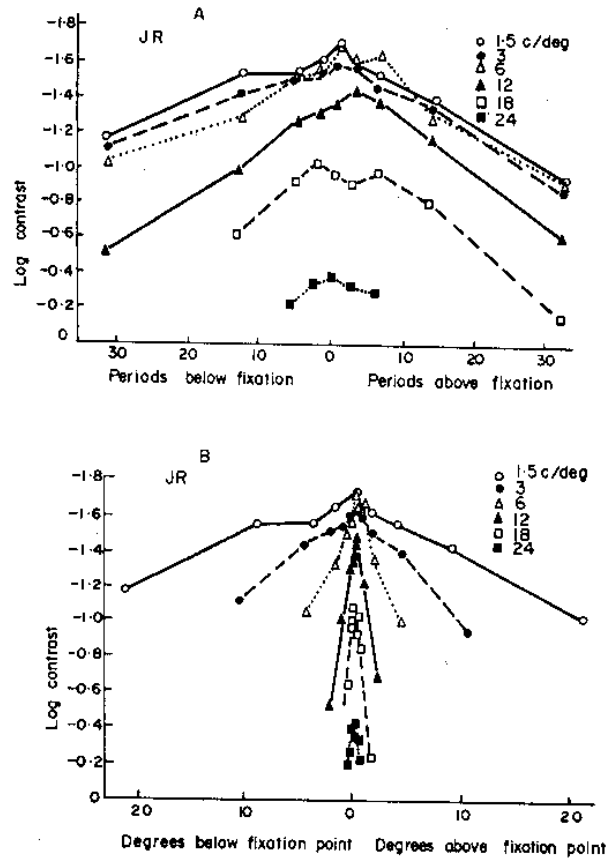 A
JR
-1.8
-1.6
-1.4
-1.2
-1.0
-0.8
-0.6
-0.4
-0.2
0
Log contrast
1.5 c/deg
3
6
12
18
24
30 20 10 0 10 20 30
Periods below fixation Periods above fixation
B
JR
-1.8
-1.6
-1.4
-1.2
-1.0
-0.8
-0.6
-0.4
-0.2
0
Log contrast
1.5 c/deg
3
6
12
18
24
20 10 0 10 20
Degrees below fixation point Degrees above fixation point